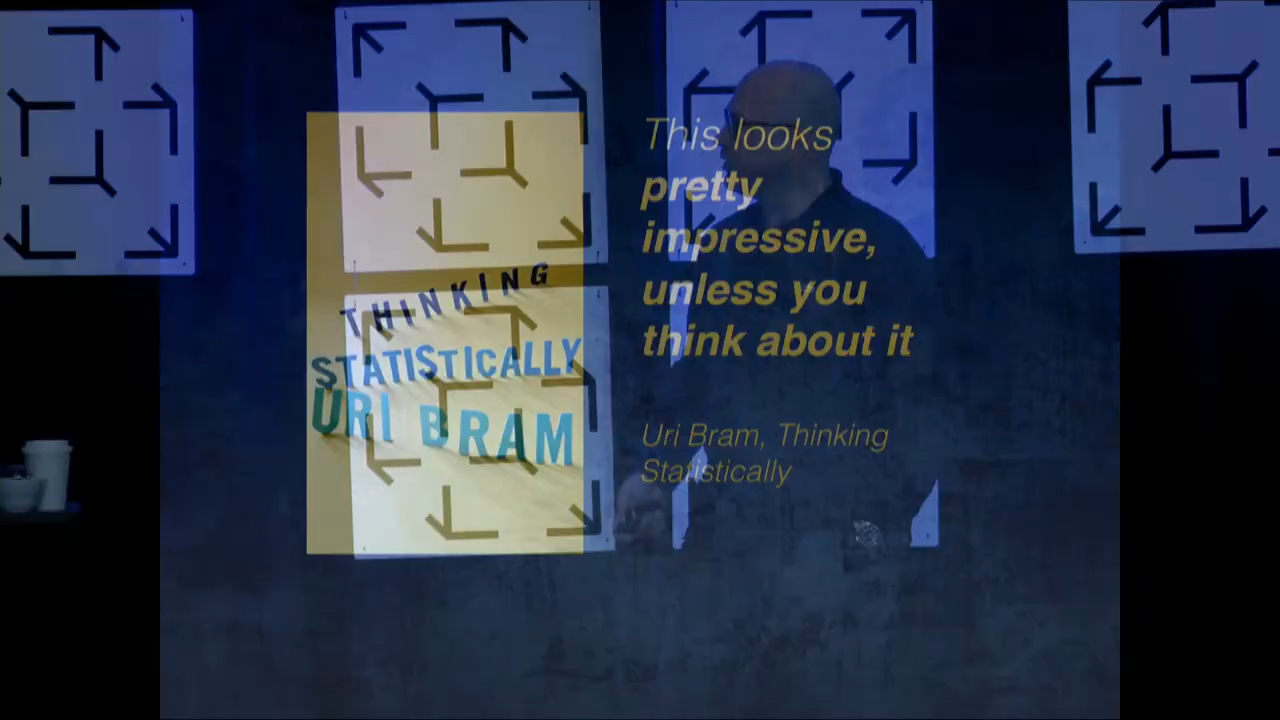 THINKING
STATISTICALLY
URI BRAM
This looks
pretty
impressive,
unless you
think about it
Uri Bram, Thinking
Statistically